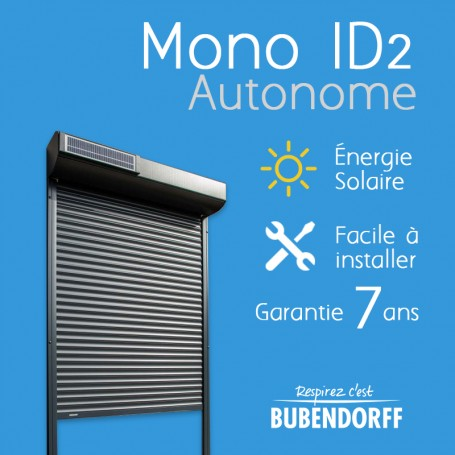 Mono ID2
Autonome
Énergie
Solaire
Facile à
installer
Garantie 7 ans
Respirez c'est
BUBENDORFF